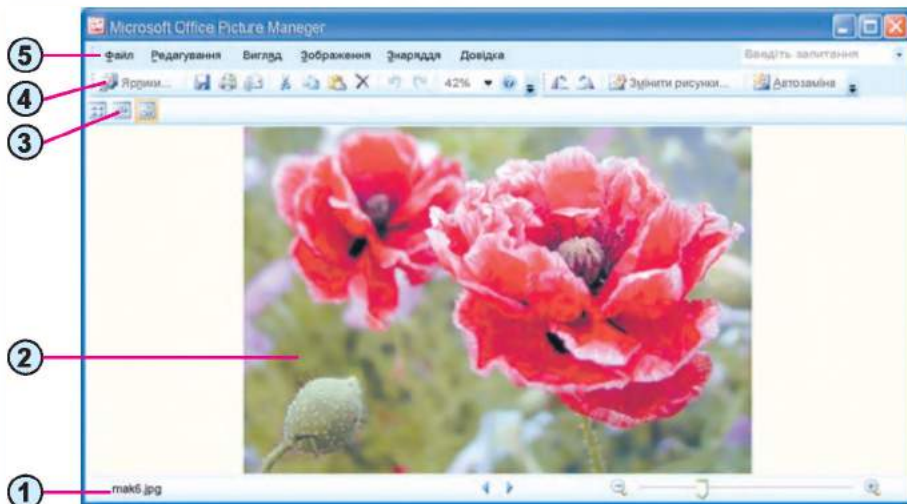 Microsoft Office Picture Maneger
5 Файл Редагування Вигляд Зображення Знаряддя Довідка Введіть запитання
4 Ярлики... 42% Змінити рисунки... Автозаміна
3
2
1 mak6.jpg